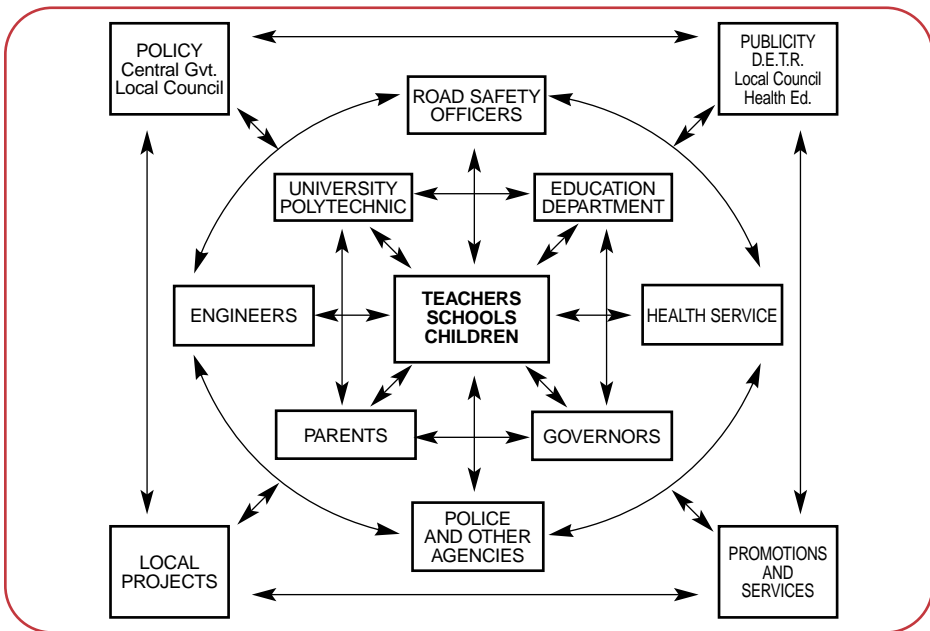 POLICY
Central Gvt.
Local Council
PUBLICITY
D.E.T.R.
Local Council
Health Ed.
ROAD SAFETY
OFFICERS
UNIVERSITY
POLYTECHNIC
EDUCATION
DEPARTMENT
ENGINEERS
TEACHERS
SCHOOLS
CHILDREN
HEALTH SERVICE
PARENTS
GOVERNORS
POLICE
AND OTHER
AGENCIES
LOCAL
PROJECTS
PROMOTIONS
AND
SERVICES